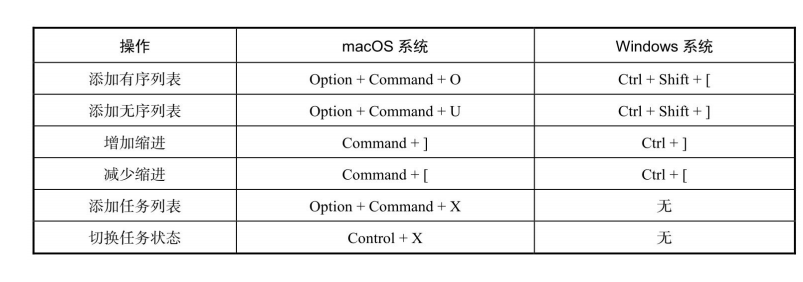 操作 macOS 系统 Windows 系统
添加有序列表 Option + Command + O Ctrl + Shift + [
添加无序列表 Option + Command + U Ctrl + Shift + ]
增加缩进 Command + ] Ctrl + ]
减少缩进 Command + [ Ctrl + [
添加任务列表 Option + Command + X 无
切换任务状态 Control + X 无